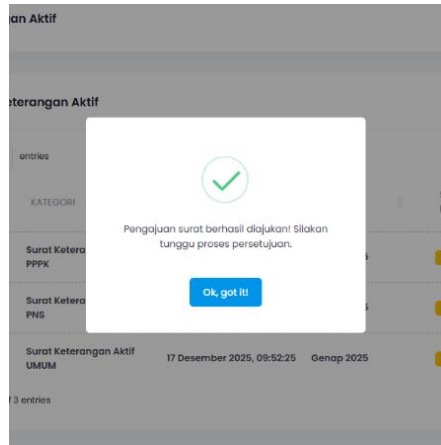 an Aktif
eterangan Aktif
entries
KATEGORI
Pengajuan surat berhasil diajukan! Silakan
tunggu proses persetujuan.
Surat Ketera
PPPK
Ok, got it!
Surat Ketera
PNS
Surat Keterangan Aktif
UMUM
17 Desember 2025, 09:52:25
Genap 2025
f 3 entries